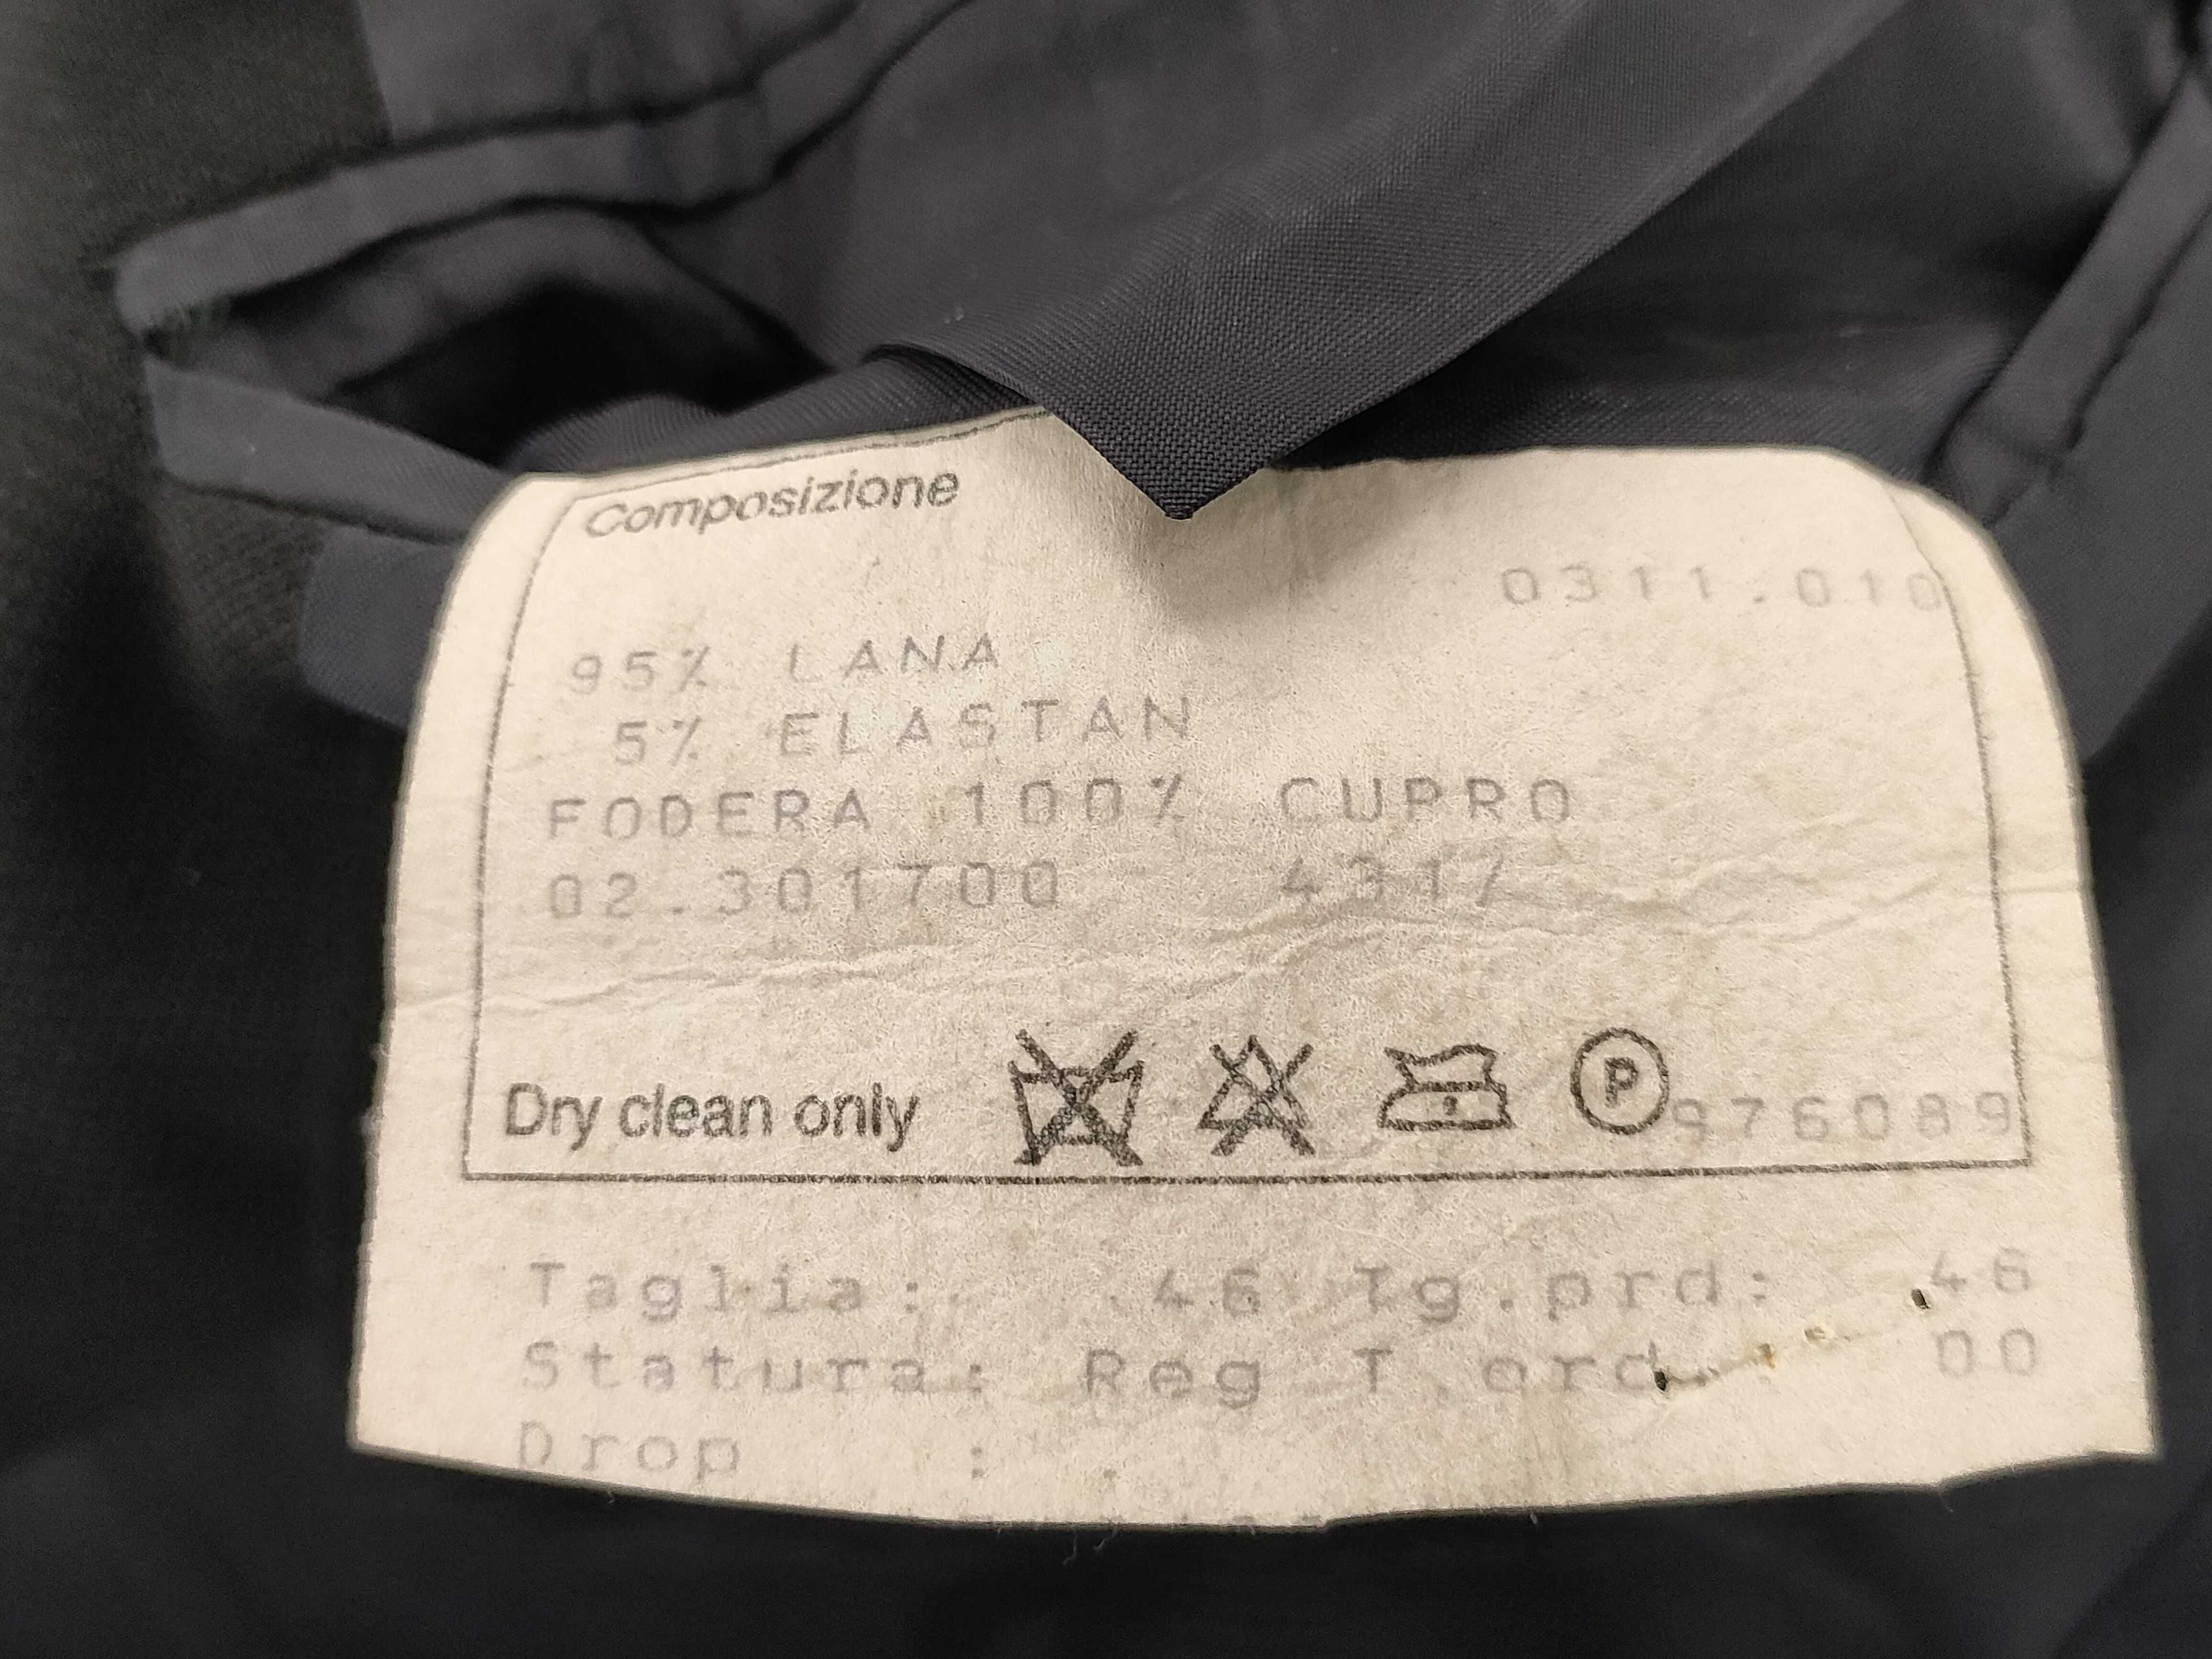 Composizione
0311.010
95% LANA
5% ELASTAN
FODERA 100% CUPRO
02.301700 4317
Dry clean only P 976089
Taglia: 46 Tg.prd: 46
Statura: Reg T.ord. : 00
Drop : .